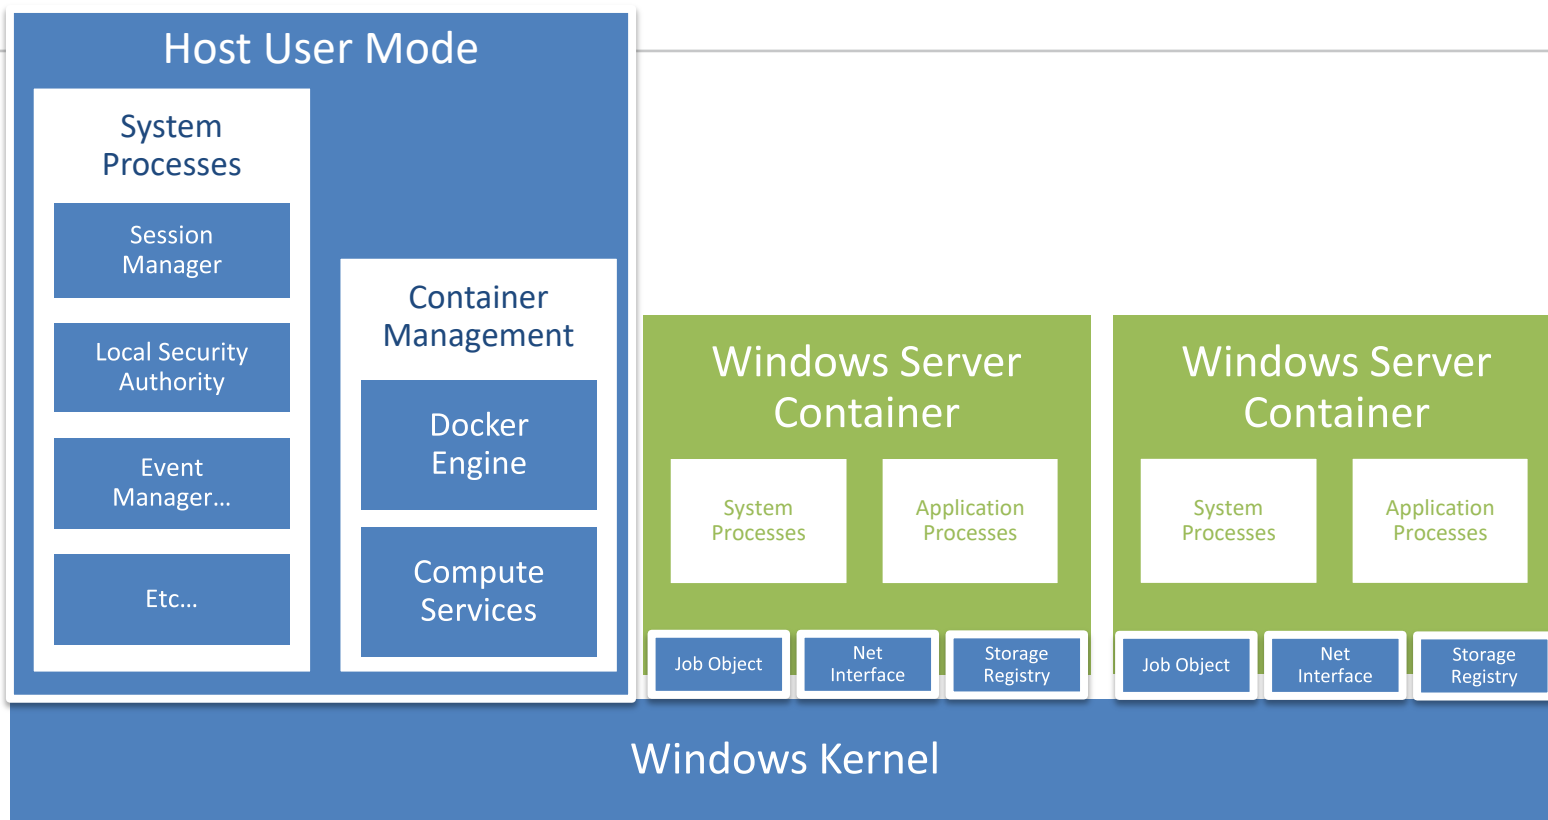 Host User Mode
System
Processes
Session
Manager
Local Security
Authority
Event
Manager…
Etc…
Container
Management
Docker
Engine
Compute
Services
Windows Server
Container
System
Processes
Application
Processes
Job Object
Net
Interface
Storage
Registry
Windows Server
Container
System
Processes
Application
Processes
Job Object
Net
Interface
Storage
Registry
Windows Kernel